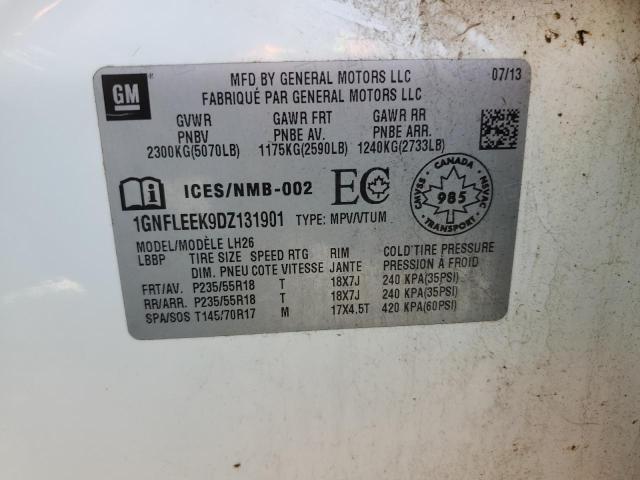 GM
MFD BY GENERAL MOTORS LLC 07/13
FABRIQUÉ PAR GENERAL MOTORS LLC
GVWR GAWR FRT GAWR RR
PNBV PNBE AV. PNBE ARR.
2300KG(5070LB) 1175KG(2590LB) 1240KG(2733LB)
ICES/NMB-002 EC
CANADA
CMVSS 985 NSVAC
1GNFLEEK9DZ131901 TYPE: MPV/VTUM
MODEL/MODÈLE LH26
LBBP TIRE SIZE SPEED RTG RIM COLD TIRE PRESSURE
DIM. PNEU COTE VITESSE JANTE PRESSION À FROID
FRT/AV. P235/55R18 T 18X7J 240 KPA(35PSI)
RR/ARR. P235/55R18 T 18X7J 240 KPA(35PSI)
SPA/SOS T145/70R17 M 17X4.5T 420 KPA(60PSI)